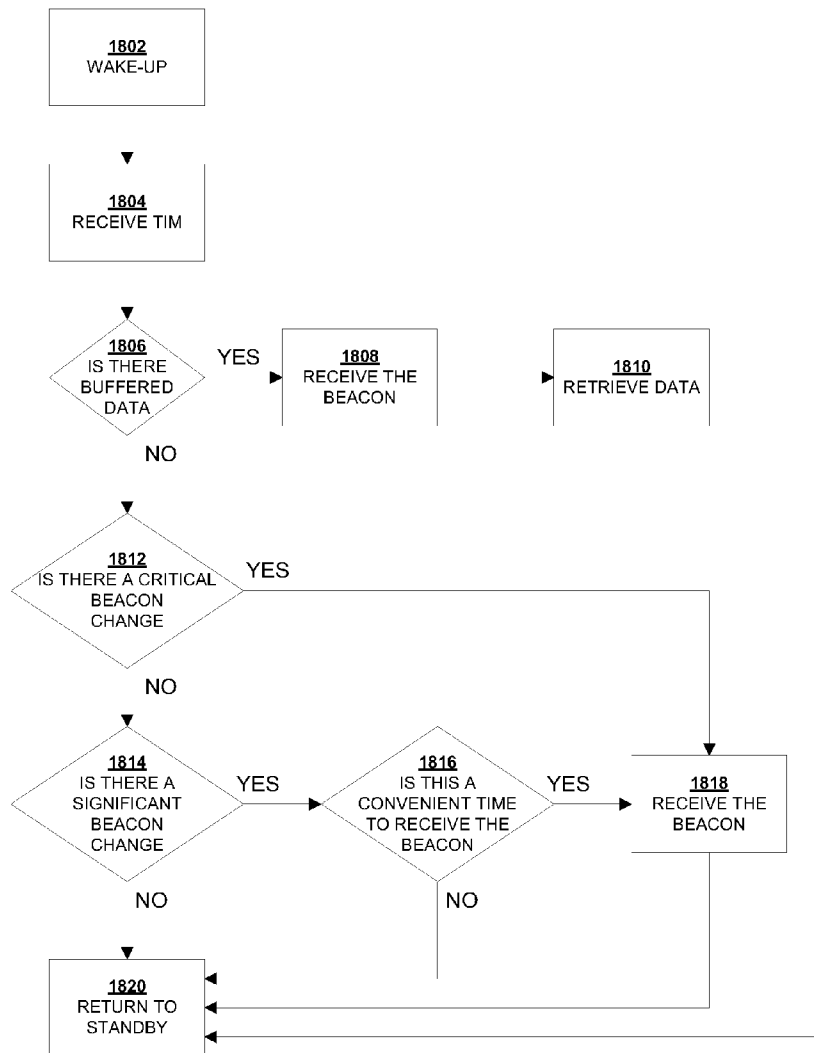 1802
WAKE-UP
1804
RECEIVE TIM
1806
IS THERE
BUFFERED
DATA
YES
1808
RECEIVE THE
BEACON
1810
RETRIEVE DATA
NO
1812
IS THERE A CRITICAL
BEACON
CHANGE
YES
NO
1814
IS THERE A
SIGNIFICANT
BEACON
CHANGE
YES
1816
IS THIS A
CONVENIENT TIME
TO RECEIVE THE
BEACON
YES
1818
RECEIVE THE
BEACON
NO
NO
1820
RETURN TO
STANDBY